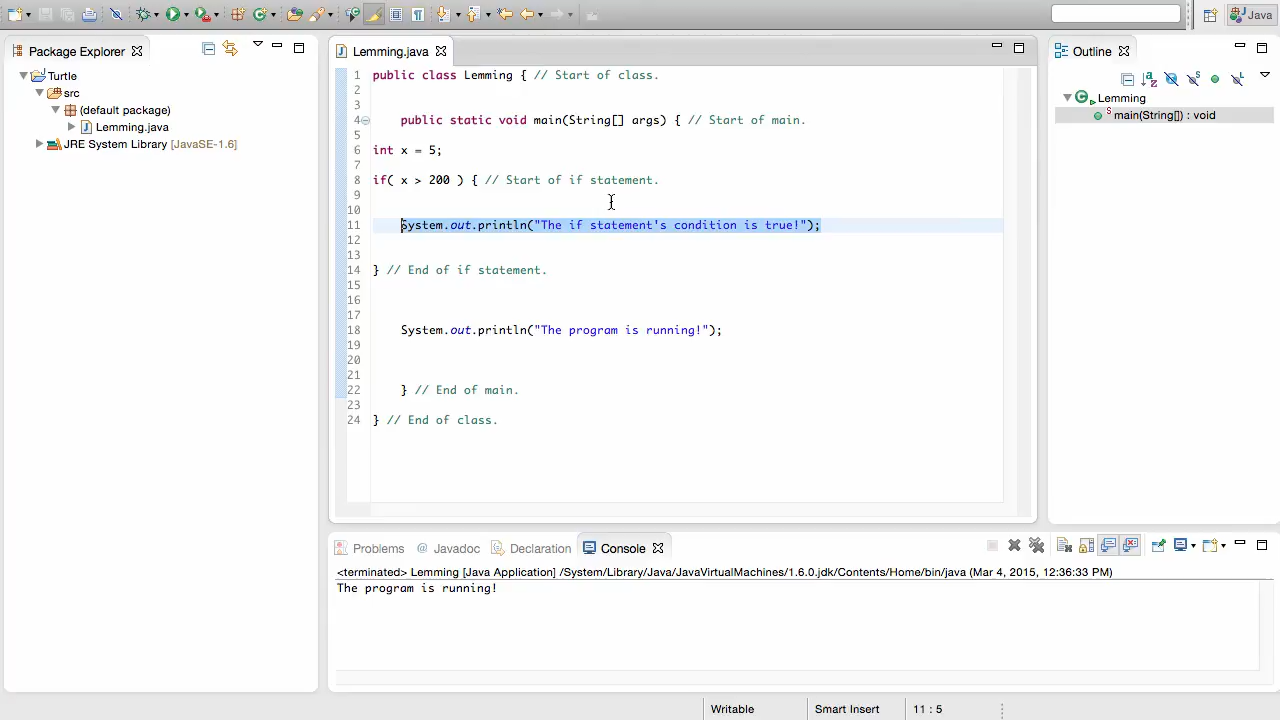 Java
Package Explorer
Turtle
src
(default package)
Lemming.java
JRE System Library [JavaSE-1.6]
Lemming.java
1 public class Lemming { // Start of class.
2
3
4 public static void main(String[] args) { // Start of main.
5
6 int x = 5;
7
8 if( x > 200 ) { // Start of if statement.
9
10
11 System.out.println("The if statement's condition is true!");
12
13
14 } // End of if statement.
15
16
17
18 System.out.println("The program is running!");
19
20
21
22 } // End of main.
23
24 } // End of class.
Outline
Lemming
main(String[]) : void
Problems @ Javadoc Declaration Console
<terminated> Lemming [Java Application] /System/Library/Java/JavaVirtualMachines/1.6.0.jdk/Contents/Home/bin/java (Mar 4, 2015, 12:36:33 PM)
The program is running!
Writable Smart Insert 11 : 5